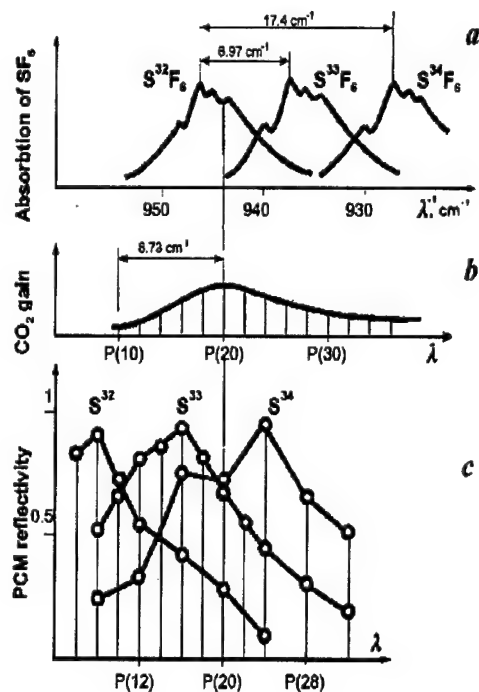 a
17.4 cm⁻¹
6.97 cm⁻¹
S³²F₆ S³³F₆ S³⁴F₆
Absorbtion of SF₆
950 940 930 λ⁻¹, cm⁻¹
b
8.73 cm⁻¹
CO₂ gain
P(10) P(20) P(30) λ
c
S³² S³³ S³⁴
1
0.5
PCM reflectivity
λ
P(12) P(20) P(28)